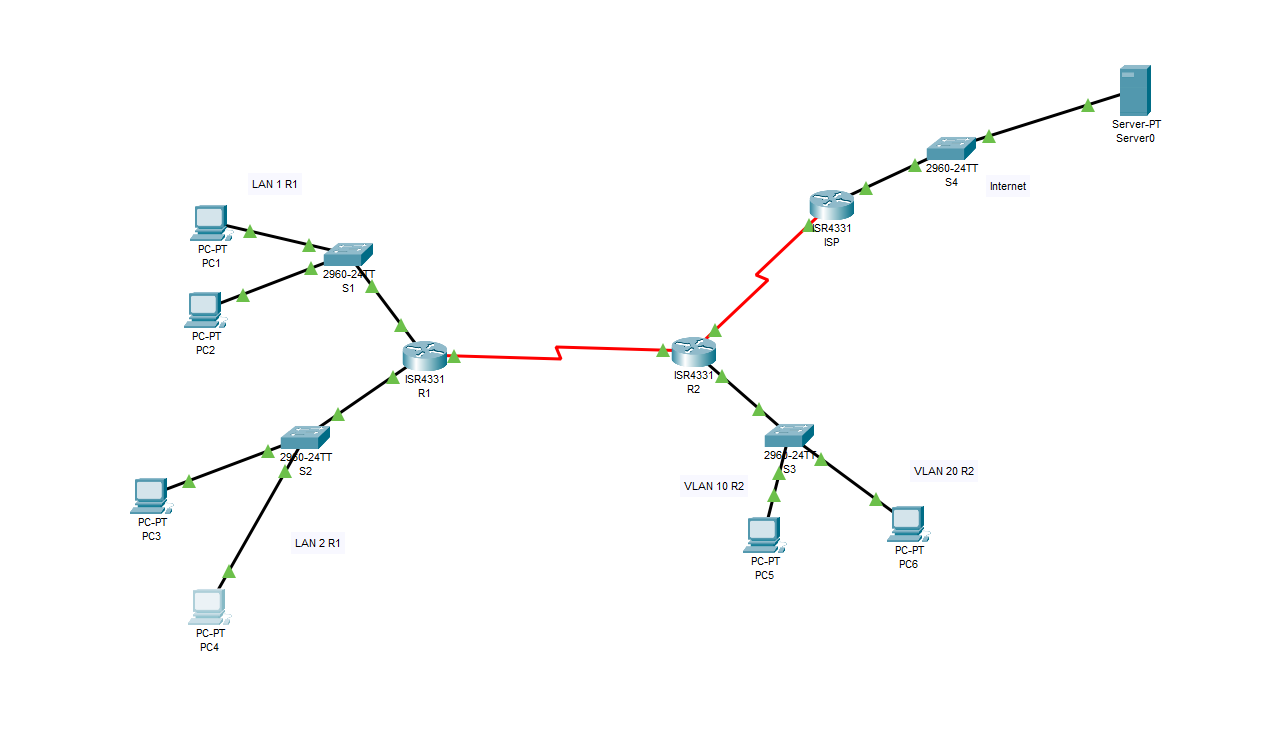 Server-PT
Server0
2960-24TT
S4
Internet
LAN 1 R1
ISR4331
ISP
PC-PT
PC1
2960-24TT
S1
PC-PT
PC2
ISR4331
R1
ISR4331
R2
2960-24TT
S2
2960-24TT
S3
VLAN 10 R2
VLAN 20 R2
PC-PT
PC3
LAN 2 R1
PC-PT
PC5
PC-PT
PC6
PC-PT
PC4